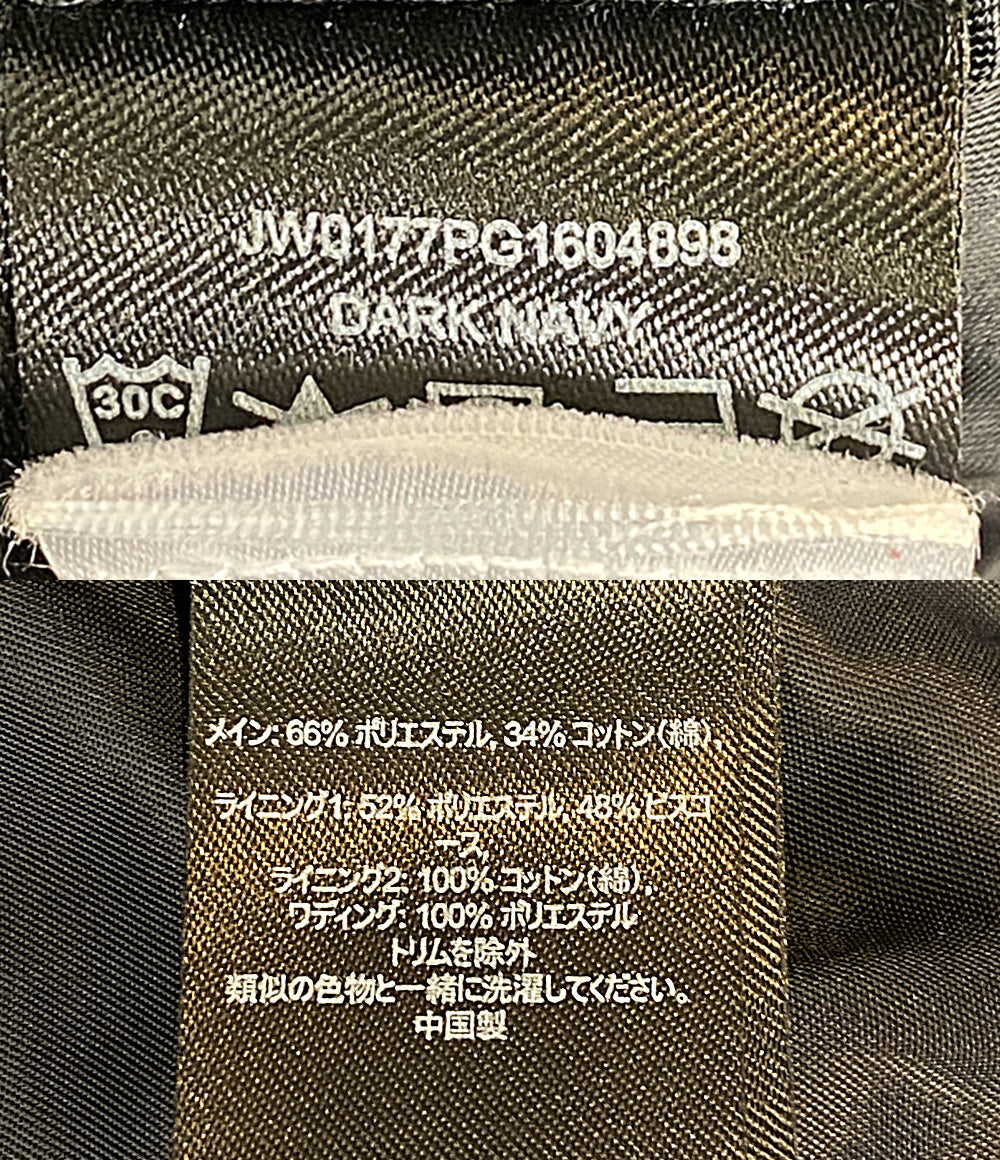 JW0177PG1604898
DARK NAVY
30C
メイン: 66% ポリエステル, 34% コットン(綿),
ライニング1: 52% ポリエステル, 48% ビスコ
ース,
ライニング2: 100% コットン(綿),
ワディング: 100% ポリエステル
トリムを除外
類似の色物と一緒に洗濯してください。
中国製